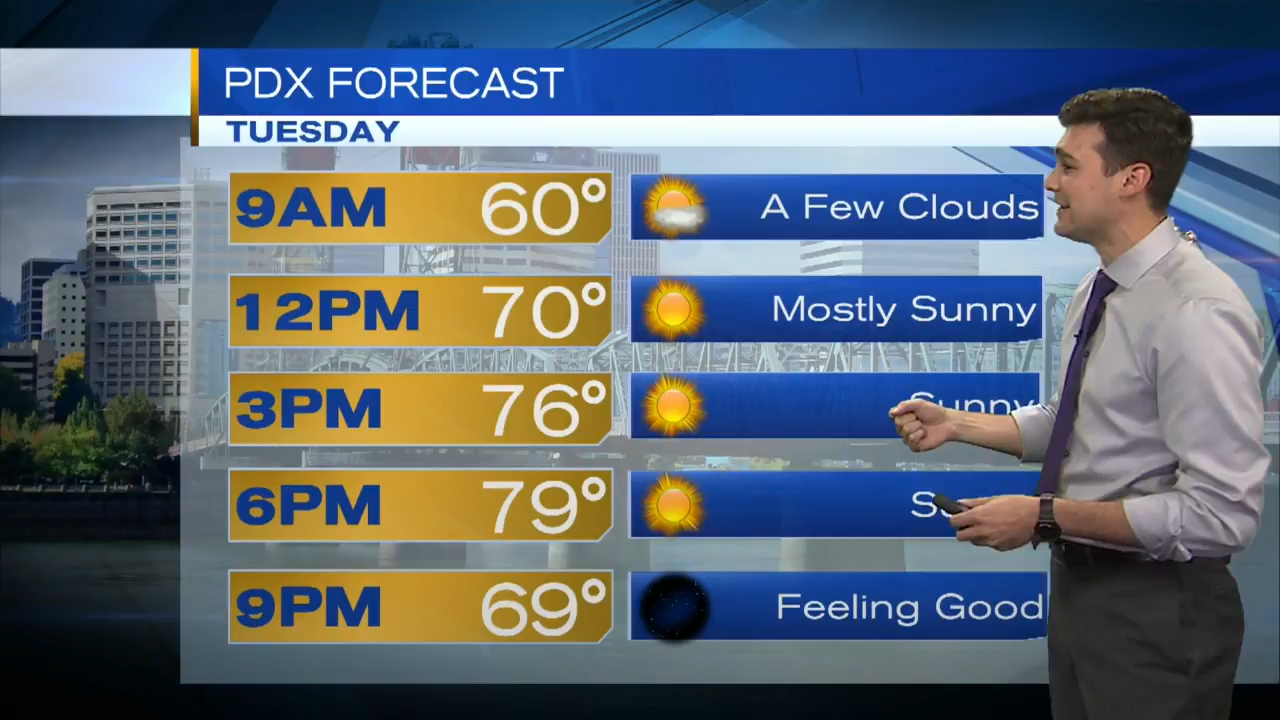 PDX FORECAST
TUESDAY
9AM 60° A Few Clouds
12PM 70° Mostly Sunny
3PM 76° Sunny
6PM 79°
9PM 69° Feeling Good